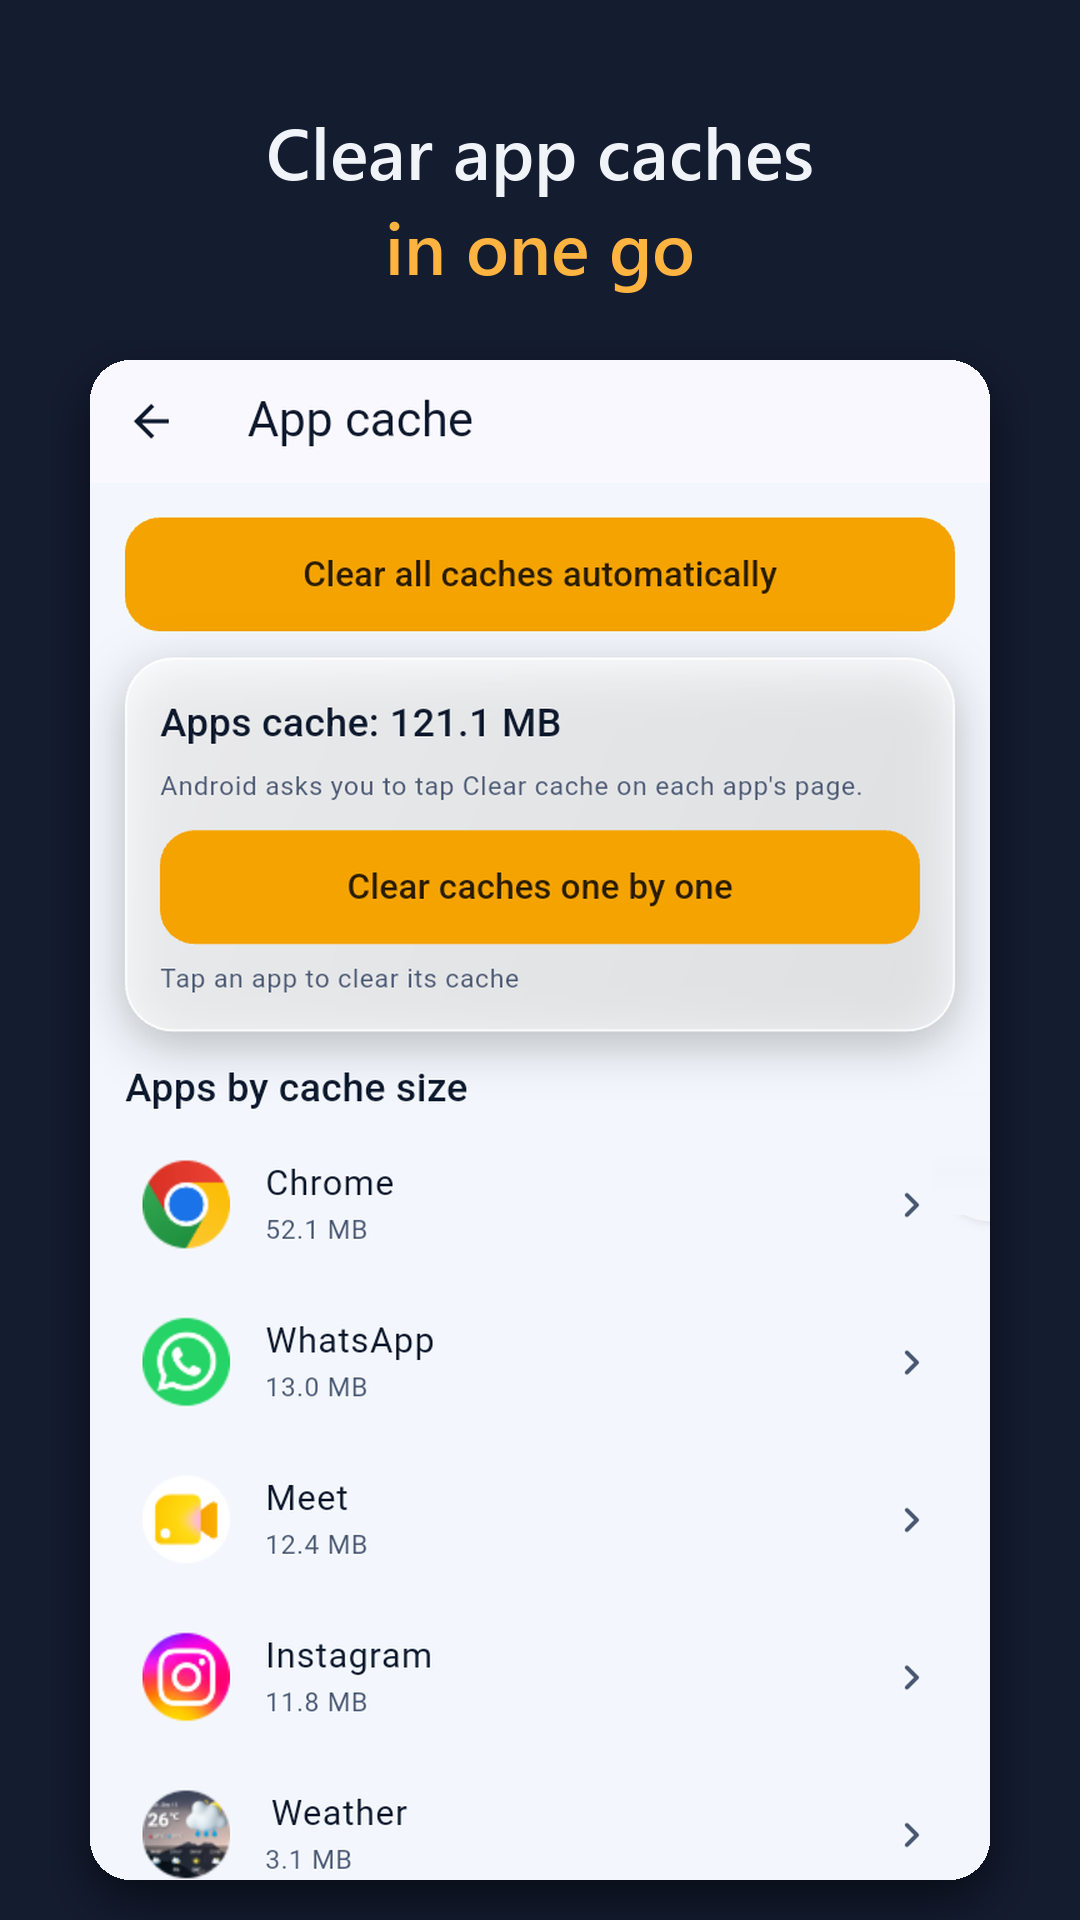 Clear app caches
in one go
App cache
Clear all caches automatically
Apps cache: 121.1 MB
Android asks you to tap Clear cache on each app's page.
Clear caches one by one
Tap an app to clear its cache
Apps by cache size
Chrome
52.1 MB
WhatsApp
13.0 MB
Meet
12.4 MB
Instagram
11.8 MB
Weather
26℃
3.1 MB